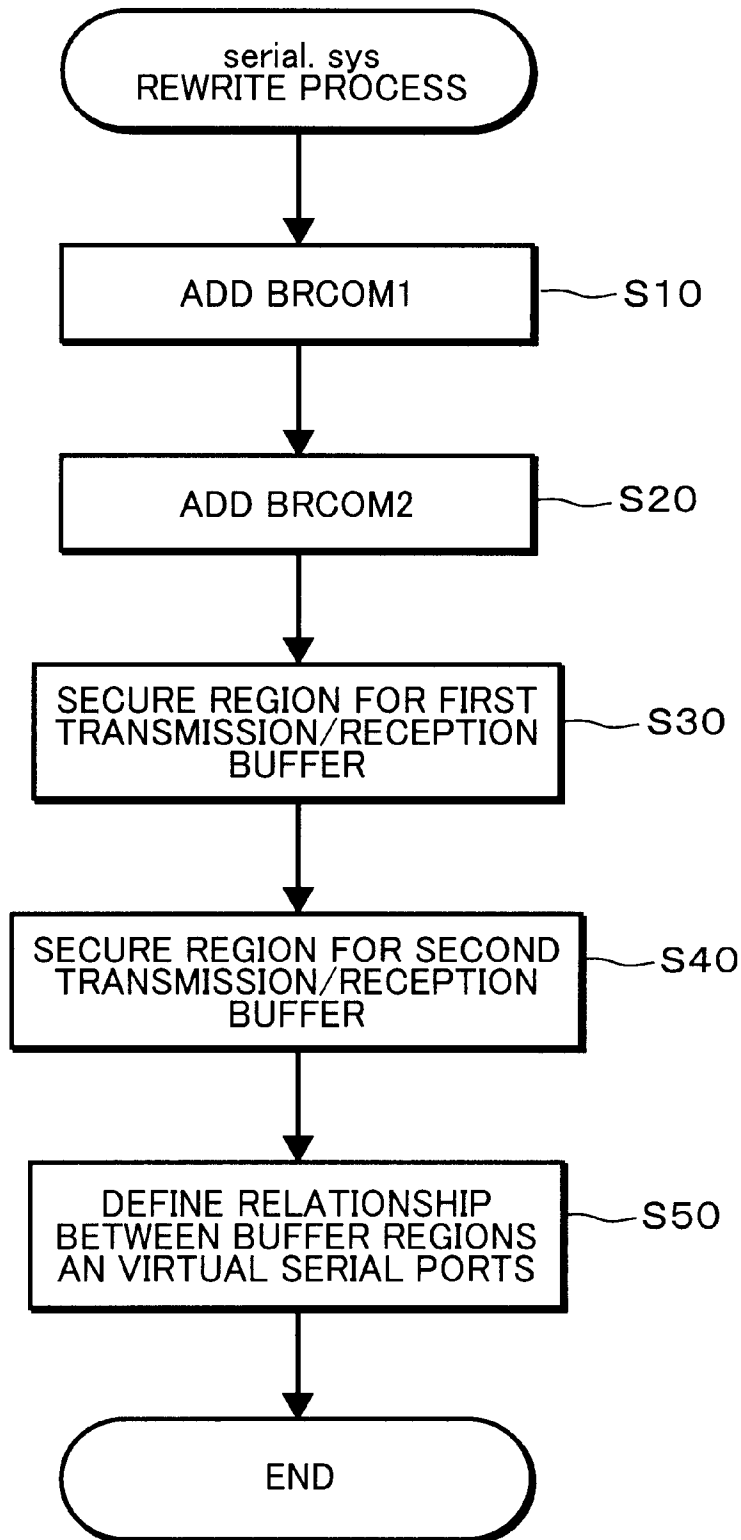 serial. sys
REWRITE PROCESS
ADD BRCOM1
S10
ADD BRCOM2
S20
SECURE REGION FOR FIRST
TRANSMISSION/RECEPTION
BUFFER
S30
SECURE REGION FOR SECOND
TRANSMISSION/RECEPTION
BUFFER
S40
DEFINE RELATIONSHIP
BETWEEN BUFFER REGIONS
AN VIRTUAL SERIAL PORTS
S50
END